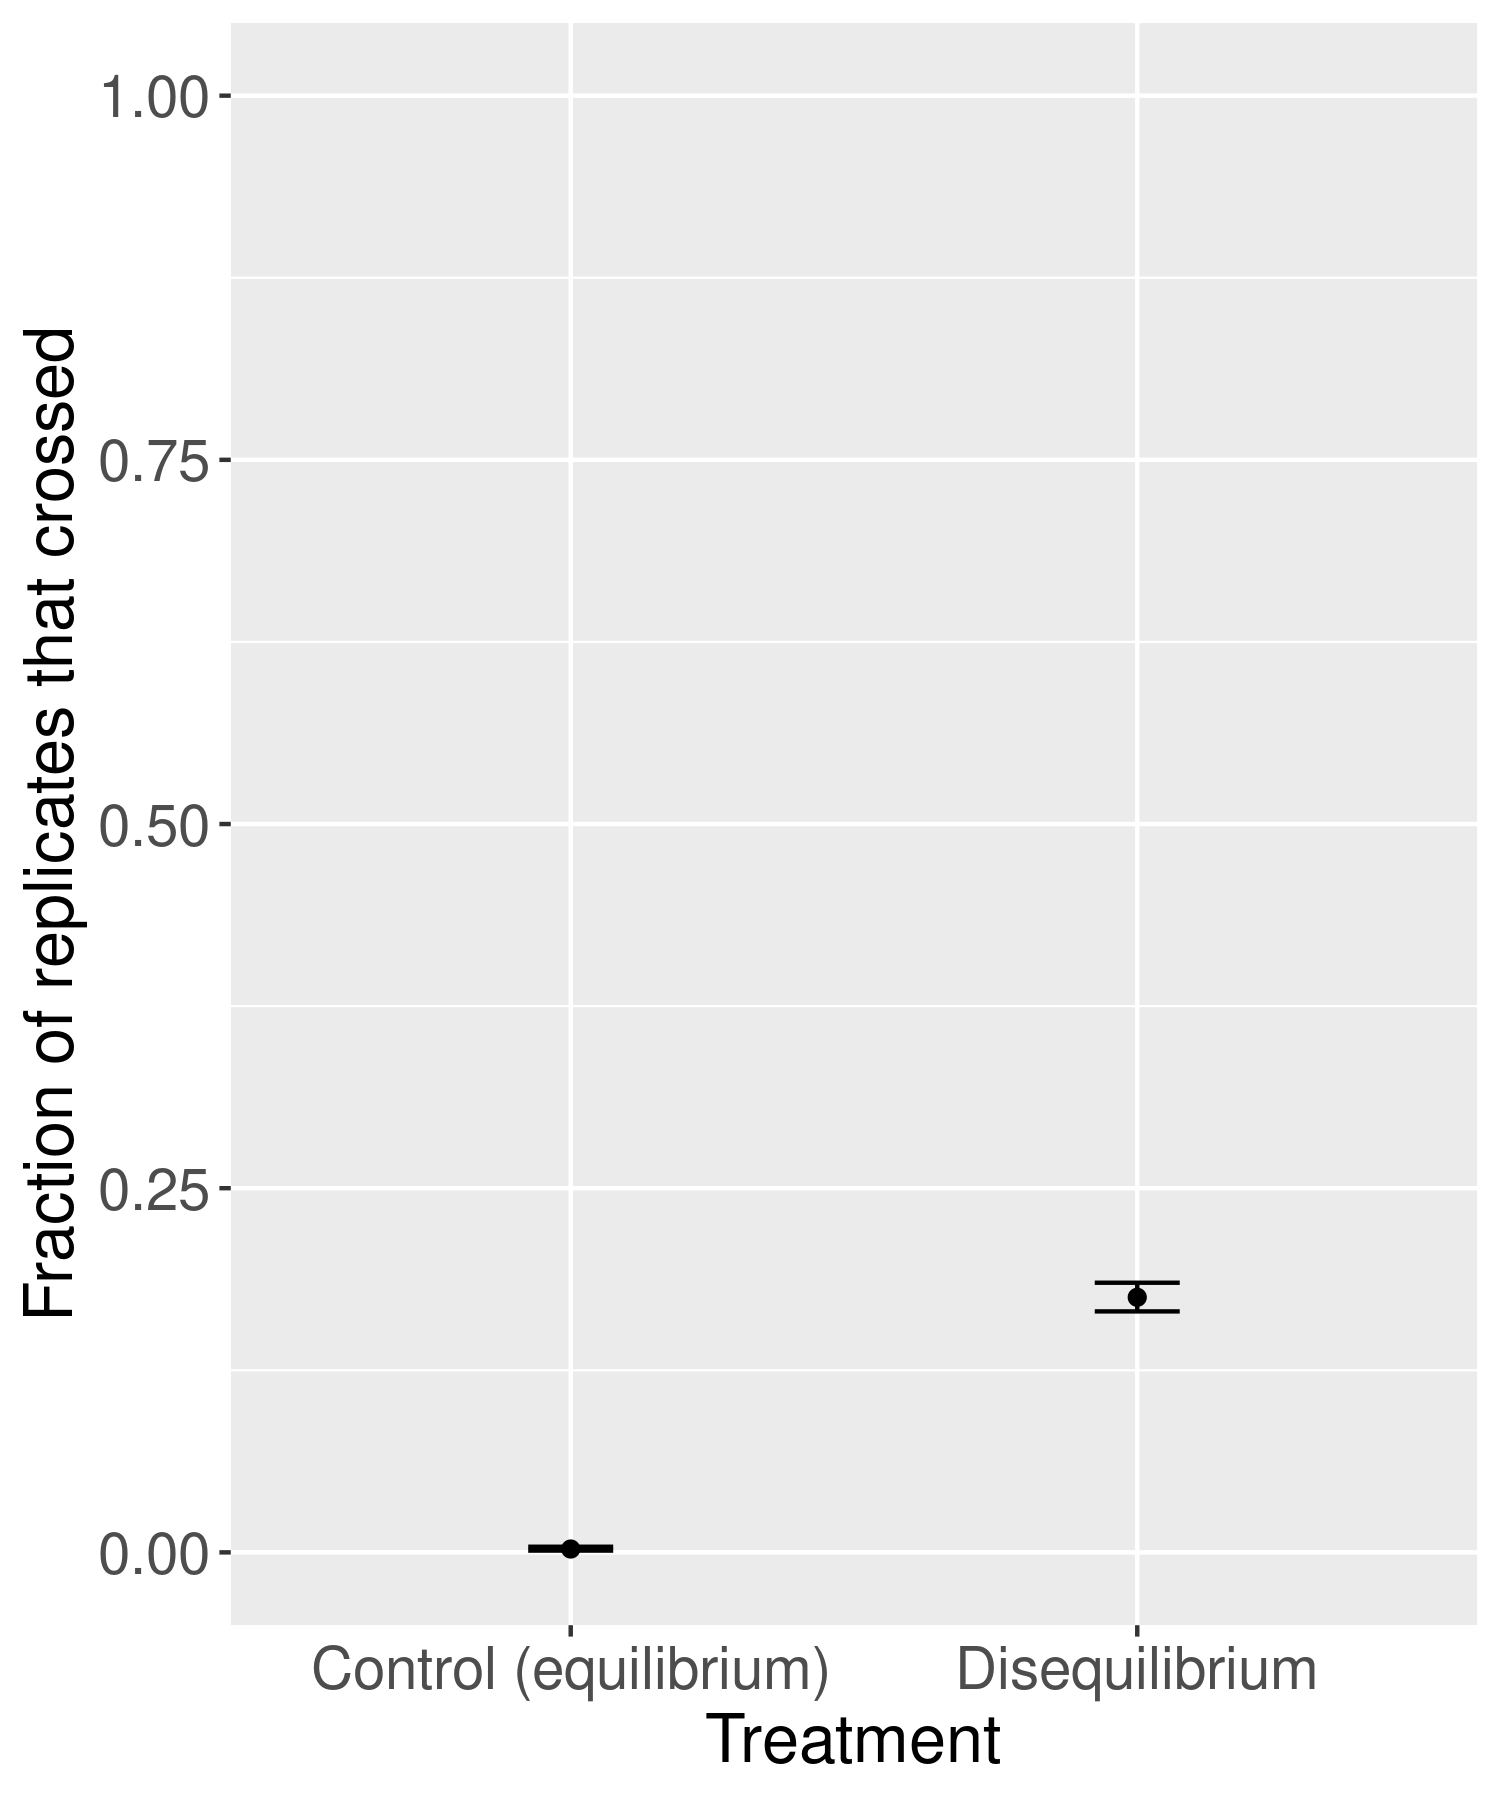 Fraction of replicates that crossed
1.00
0.75
0.50
0.25
0.00
Control (equilibrium)
Disequilibrium
Treatment